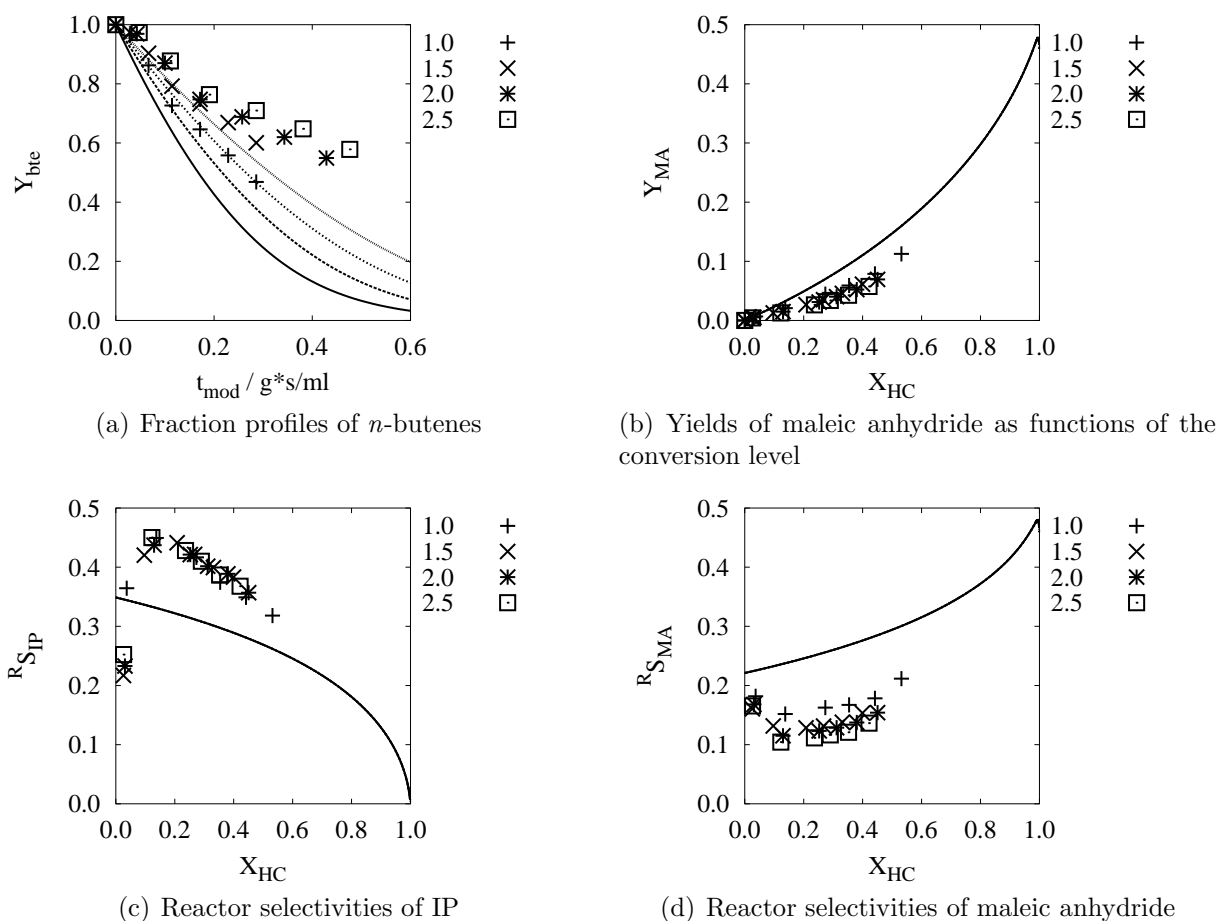 1.0
0.8
0.6
0.4
0.2
0.0
Y_bte
0.0 0.2 0.4 0.6
t_mod / g*s/ml
1.0
1.5
2.0
2.5
(a) Fraction profiles of n-butenes
0.5
0.4
0.3
0.2
0.1
0.0
Y_MA
0.0 0.2 0.4 0.6 0.8 1.0
X_HC
1.0
1.5
2.0
2.5
(b) Yields of maleic anhydride as functions of the
conversion level
0.5
0.4
0.3
0.2
0.1
0.0
^R S_IP
0.0 0.2 0.4 0.6 0.8 1.0
X_HC
1.0
1.5
2.0
2.5
(c) Reactor selectivities of IP
0.5
0.4
0.3
0.2
0.1
0.0
^R S_MA
0.0 0.2 0.4 0.6 0.8 1.0
X_HC
1.0
1.5
2.0
2.5
(d) Reactor selectivities of maleic anhydride